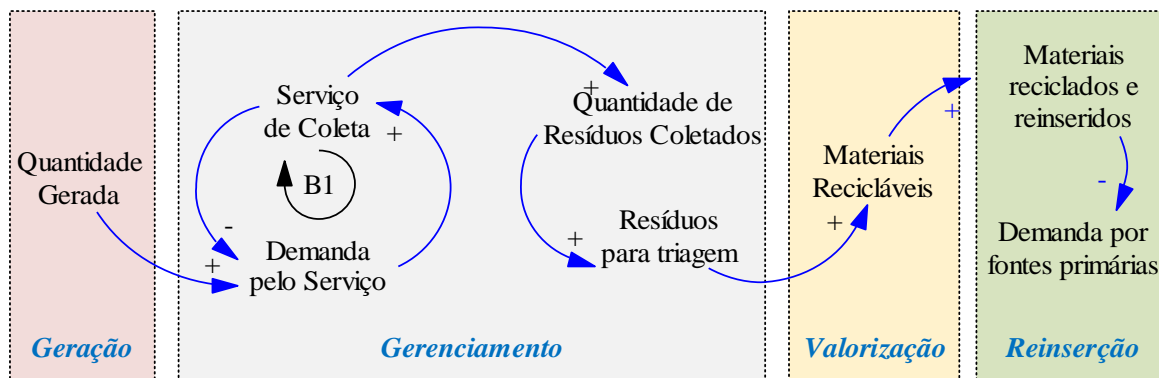 Quantidade
Gerada
Geração
Serviço
de Coleta
+
B1
-
+
Demanda
pelo Serviço
+
Quantidade de
Resíduos Coletados
+
Resíduos
para triagem
Gerenciamento
Materiais
Recicláveis
+
Valorização
+
Materiais
reciclados e
reinseridos
-
Demanda por
fontes primárias
Reinserção